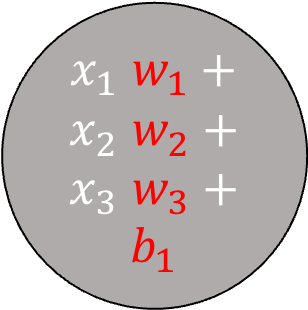 x₁ w₁ +
x₂ w₂ +
x₃ w₃ +
b₁